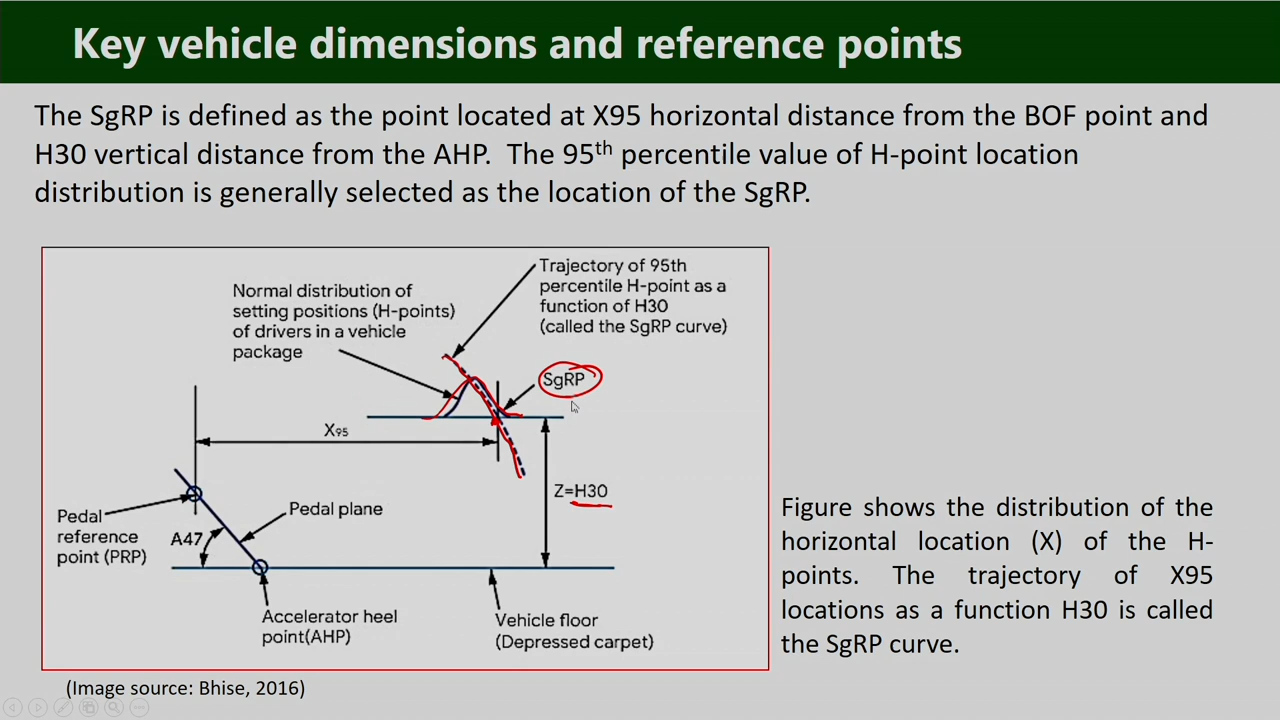 Key vehicle dimensions and reference points
The SgRP is defined as the point located at X95 horizontal distance from the BOF point and
H30 vertical distance from the AHP. The 95th percentile value of H-point location
distribution is generally selected as the location of the SgRP.
Trajectory of 95th
percentile H-point as a
function of H30
(called the SgRP curve)
Normal distribution of
setting positions (H-points)
of drivers in a vehicle
package
SgRP
X95
Z=H30
Pedal plane
Pedal
reference
point (PRP)
A47
Accelerator heel
point(AHP)
Vehicle floor
(Depressed carpet)
Figure shows the distribution of the
horizontal location (X) of the H-
points. The trajectory of X95
locations as a function H30 is called
the SgRP curve.
(Image source: Bhise, 2016)